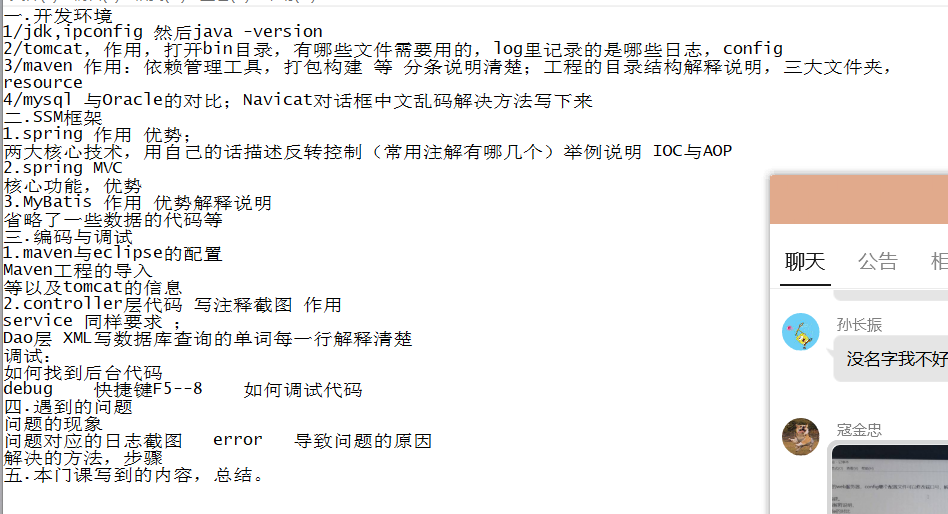 一.开发环境
1/jdk,ipconfig 然后java -version
2/tomcat，作用，打开bin目录，有哪些文件需要用的，log里记录的是哪些日志，config
3/maven 作用：依赖管理工具，打包构建 等 分条说明清楚；工程的目录结构解释说明，三大文件夹，
resource
4/mysql 与Oracle的对比；Navicat对话框中文乱码解决方法写下来
二.SSM框架
1.spring 作用 优势；
两大核心技术，用自己的话描述反转控制（常用注解有哪几个）举例说明 IOC与AOP
2.spring MVC
核心功能，优势
3.MyBatis 作用 优势解释说明
省略了一些数据的代码等
三.编码与调试
1.maven与eclipse的配置
Maven工程的导入
等以及tomcat的信息
2.controller层代码 写注释截图 作用
service 同样要求 ；
Dao层 XML写数据库查询的单词每一行解释清楚
调试：
如何找到后台代码
debug 快捷键F5--8 如何调试代码
四.遇到的问题
问题的现象
问题对应的日志截图 error 导致问题的原因
解决的方法，步骤
五.本门课写到的内容，总结。
聊天 公告
孙长振
没名字我不好
寇金忠